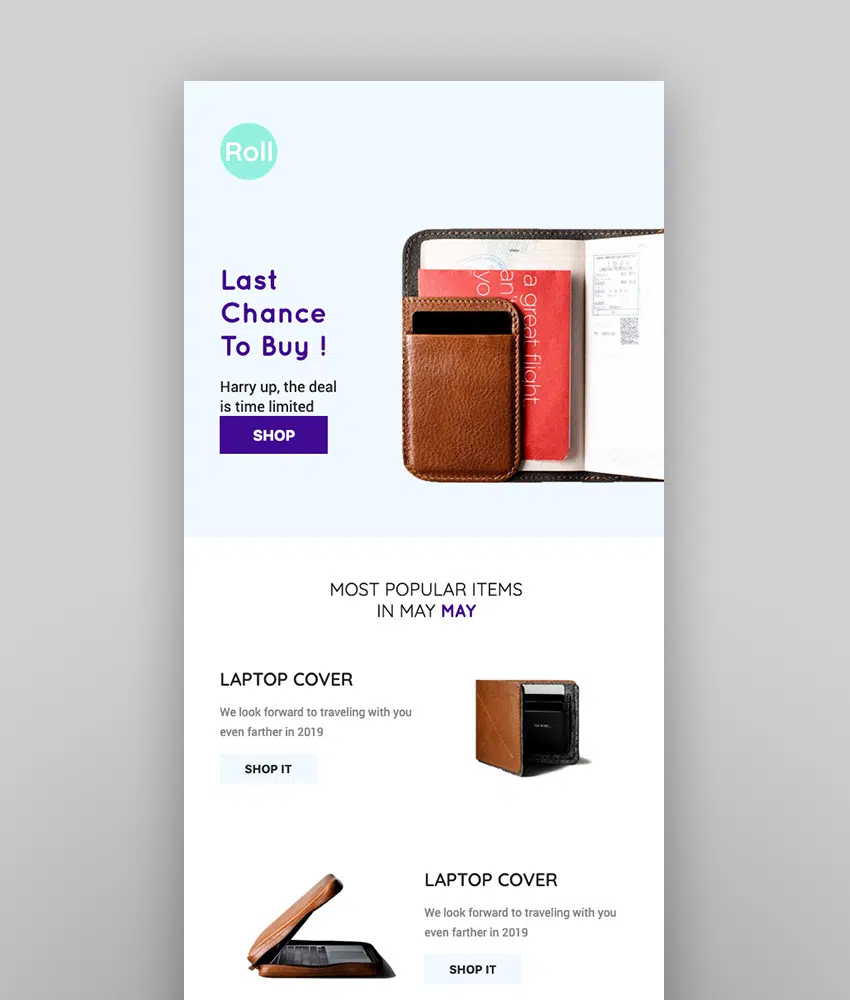 Roll
a great flight
Last
Chance
To Buy !
Harry up, the deal
is time limited
SHOP
MOST POPULAR ITEMS
IN MAY MAY
LAPTOP COVER
We look forward to traveling with you
even farther in 2019
SHOP IT
LAPTOP COVER
We look forward to traveling with you
even farther in 2019
SHOP IT